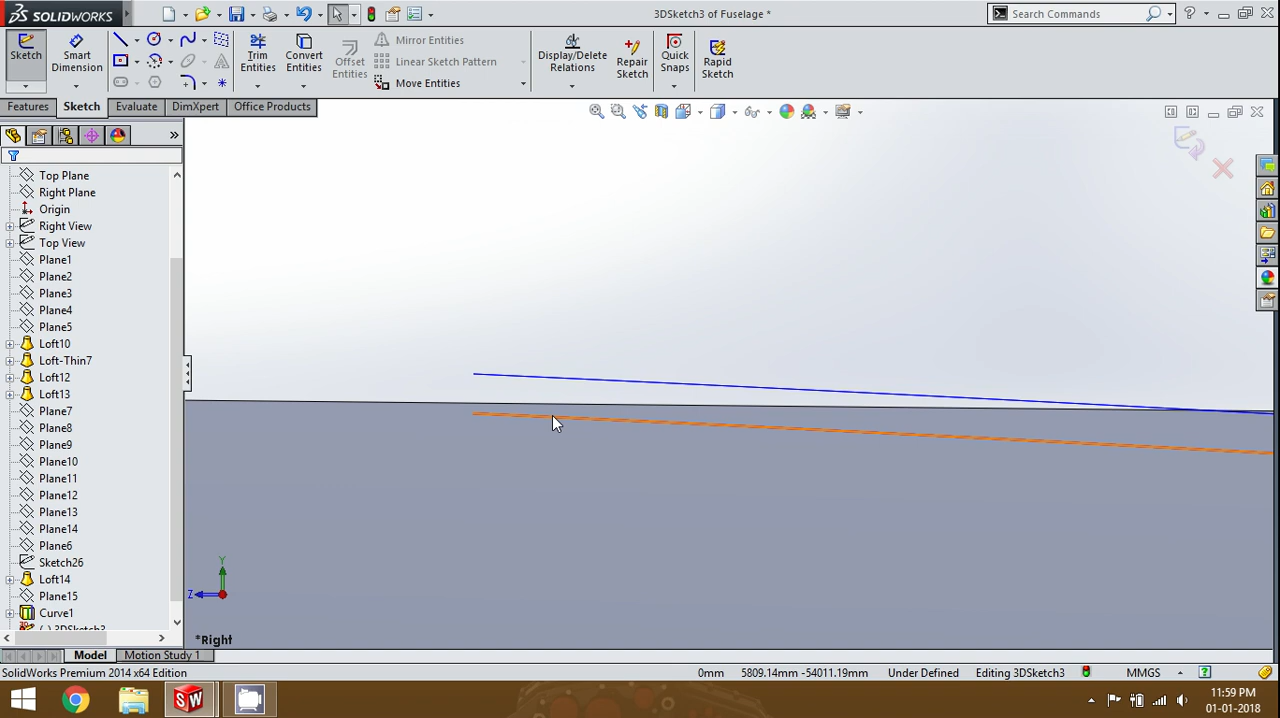 SOLIDWORKS
3DSketch3 of Fuselage *
Search Commands
?
Sketch
Smart Dimension
Trim Entities
Convert Entities
Offset Entities
Mirror Entities
Linear Sketch Pattern
Move Entities
Display/Delete Relations
Repair Sketch
Quick Snaps
Rapid Sketch
Features
Sketch
Evaluate
DimXpert
Office Products
Top Plane
Right Plane
Origin
Right View
Top View
Plane1
Plane2
Plane3
Plane4
Plane5
Loft10
Loft-Thin7
Loft12
Loft13
Plane7
Plane8
Plane9
Plane10
Plane11
Plane12
Plane13
Plane14
Plane6
Sketch26
Loft14
Plane15
Curve1
(-) 3DSketch3
Y
Z
*Right
Model
Motion Study 1
SolidWorks Premium 2014 x64 Edition
0mm
5809.14mm -54011.19mm
Under Defined
Editing 3DSketch3
MMGS
?
SW
11:59 PM
01-01-2018